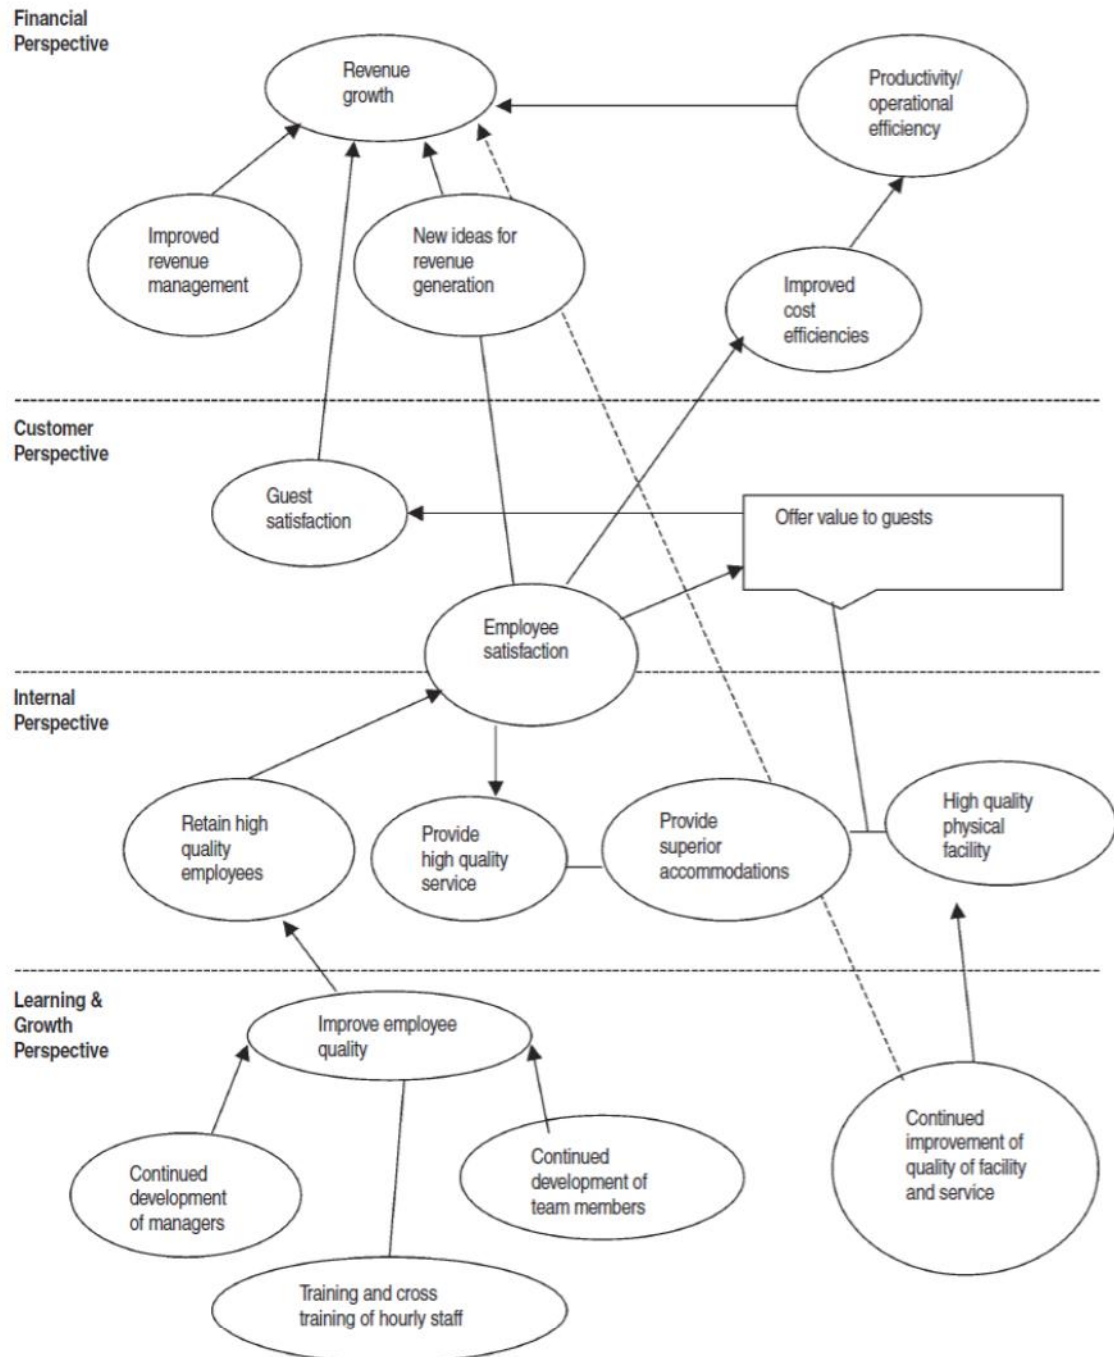 Financial
Perspective
Revenue
growth
Productivity/
operational
efficiency
Improved
revenue
management
New ideas for
revenue
generation
Improved
cost
efficiencies
Customer
Perspective
Guest
satisfaction
Offer value to guests
Employee
satisfaction
Internal
Perspective
Retain high
quality
employees
Provide
high quality
service
Provide
superior
accommodations
High quality
physical
facility
Learning &
Growth
Perspective
Improve employee
quality
Continued
development
of managers
Continued
development of
team members
Continued
improvement of
quality of facility
and service
Training and cross
training of hourly staff